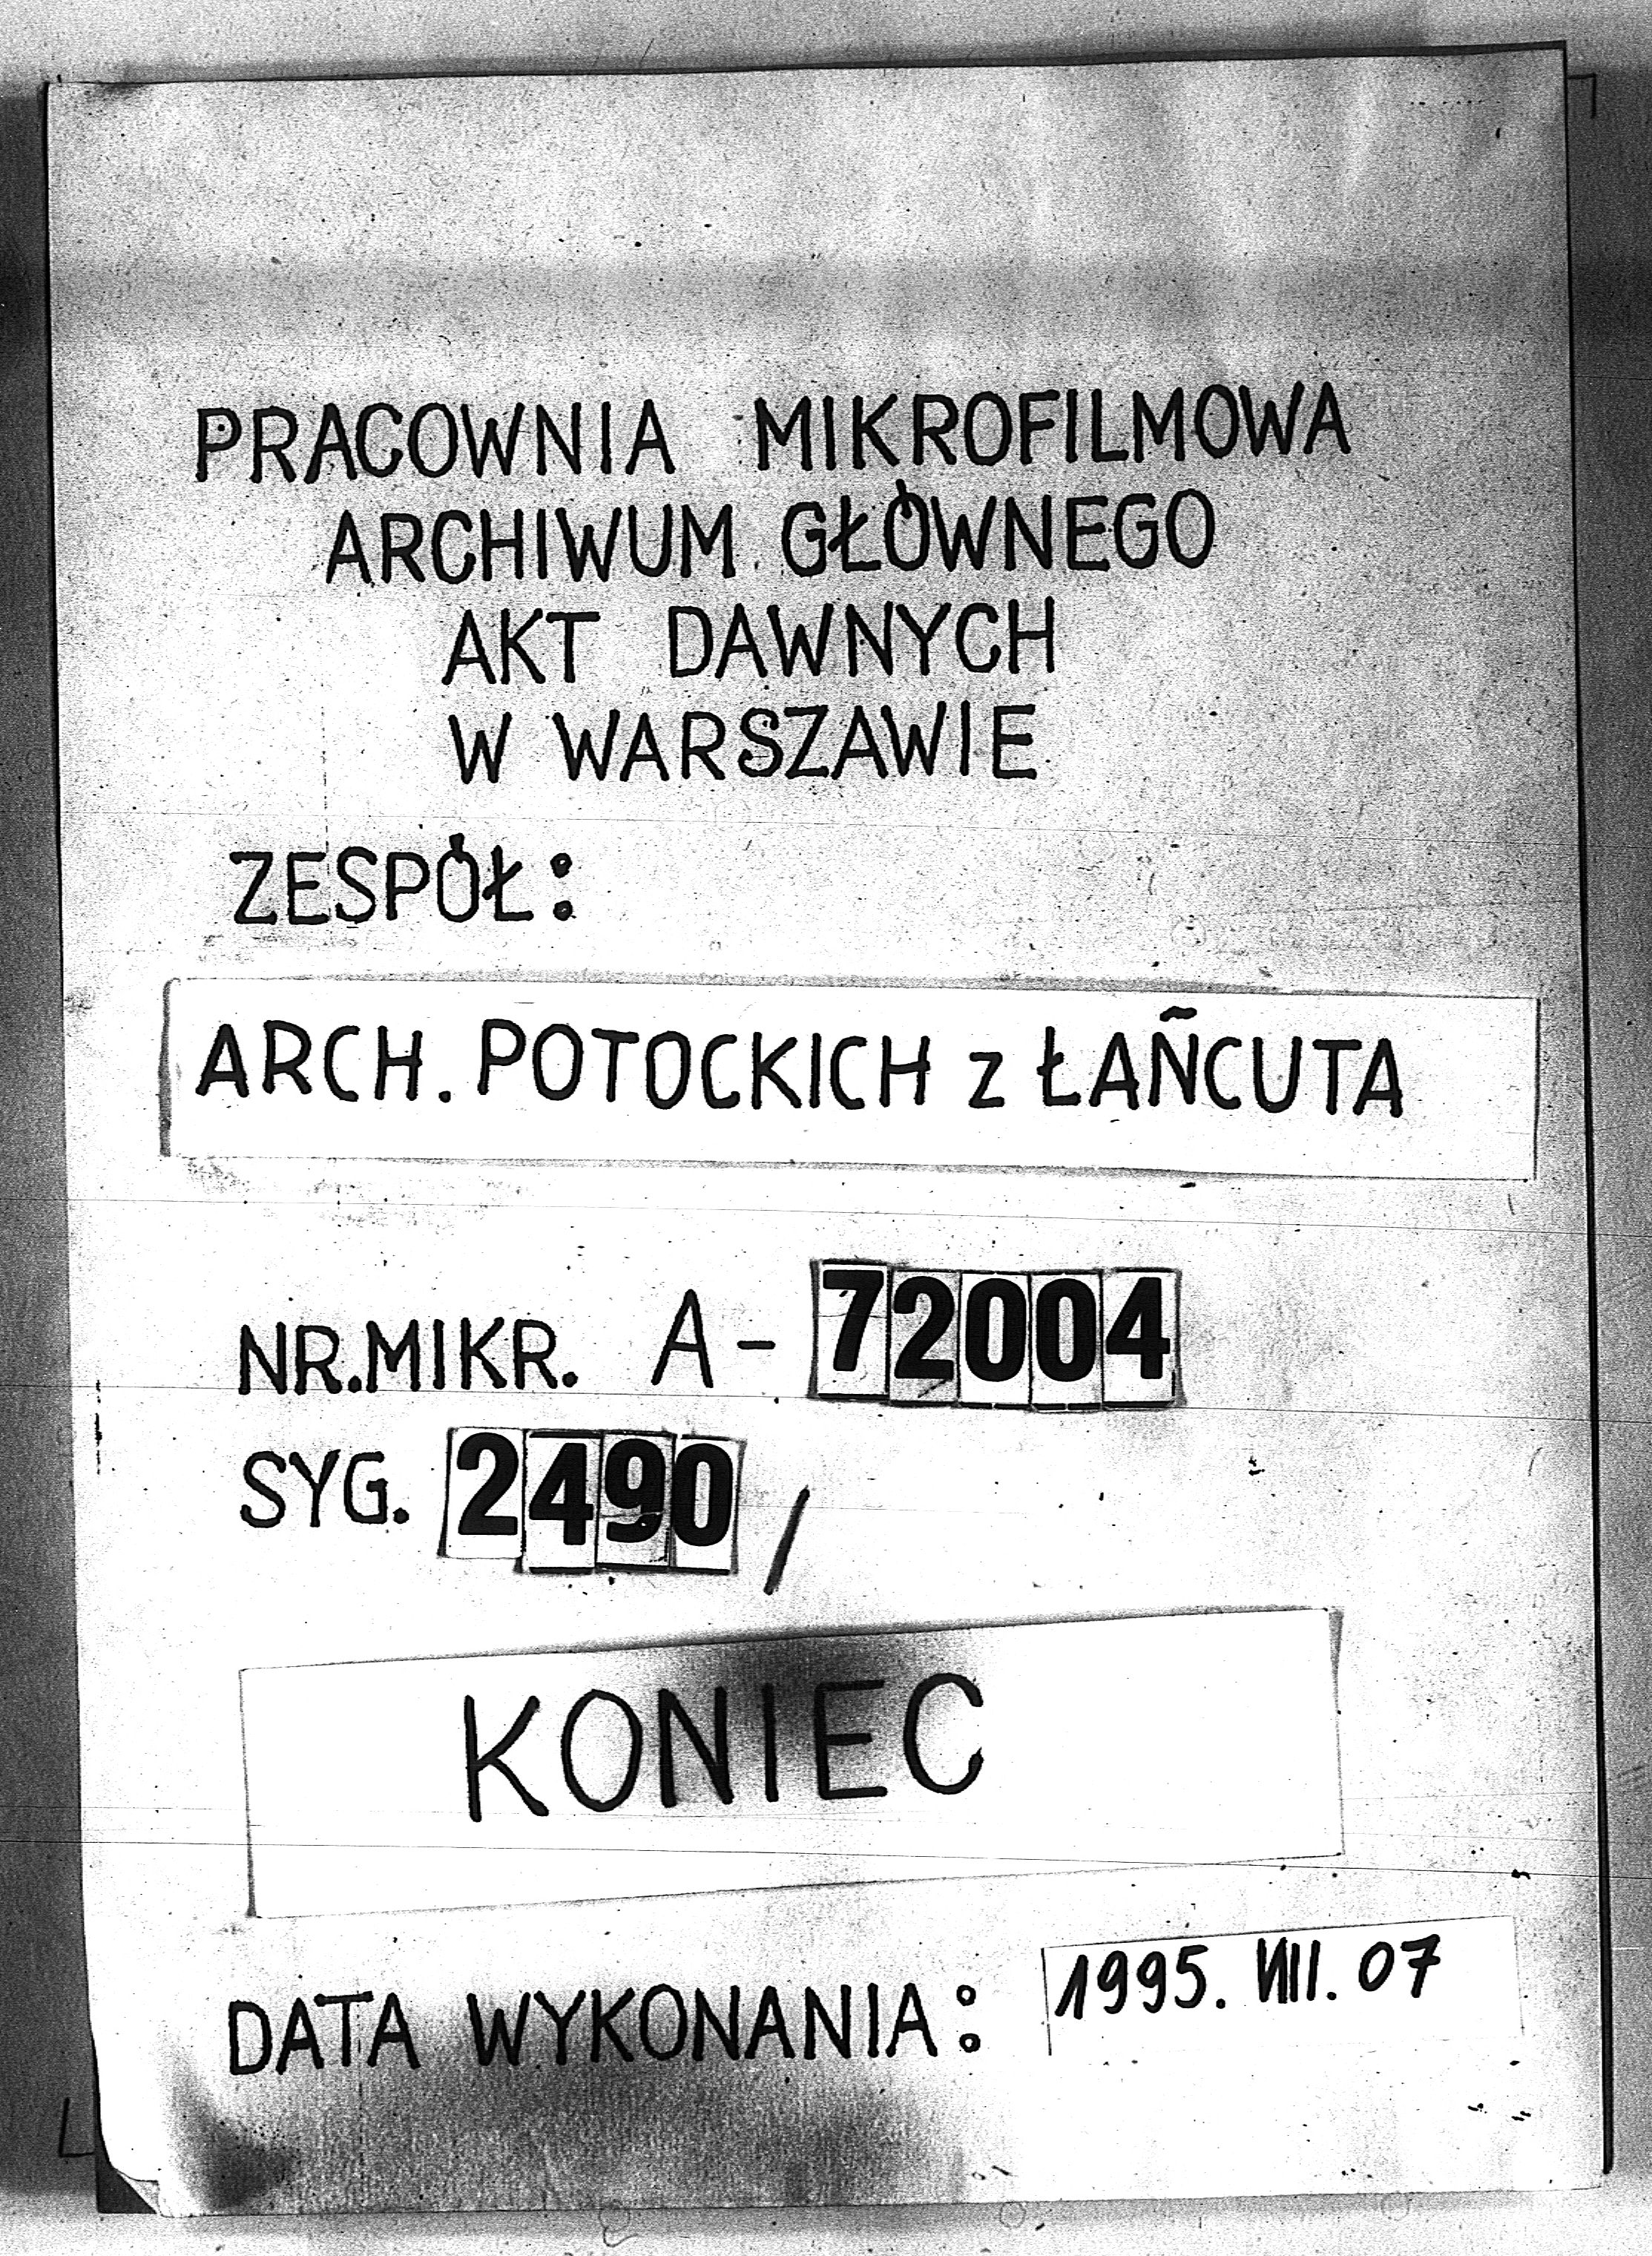 PRACOWNIA MIKROFILMOWA
ARCHIWUM GŁÓWNEGO
AKT DAWNYCH
W WARSZAWIE
ZESPÓŁ:
ARCH. POTOCKICH z ŁAÑCUTA
NR.MIKR. A-72004
SYG. 2490/
KONIEC
DATA WYKONANIA: 1995. VIII. 07